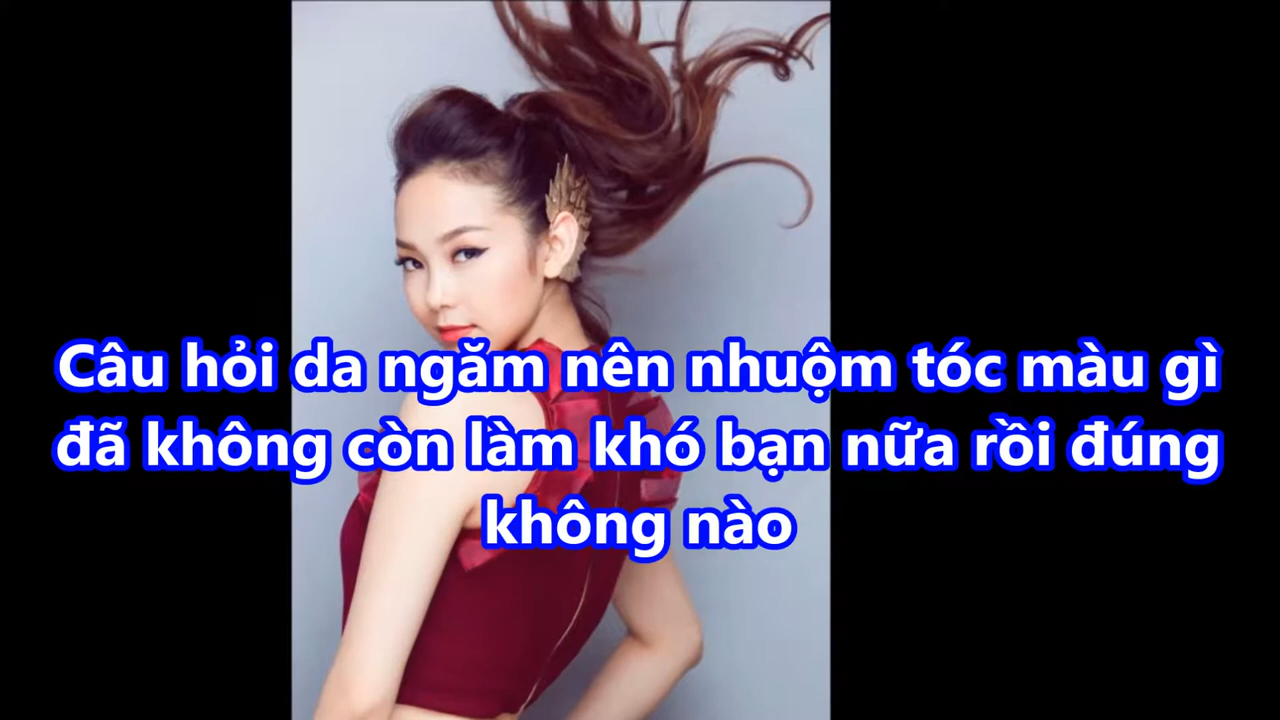 Câu hỏi da ngăm nên nhuộm tóc màu gì
đã không còn làm khó bạn nữa rồi đúng
không nào